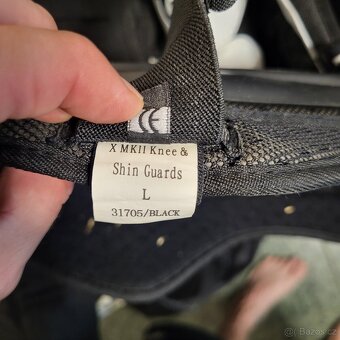 CE
X MKII Knee &
Shin Guards
L
31705/BLACK
Bazos.cz